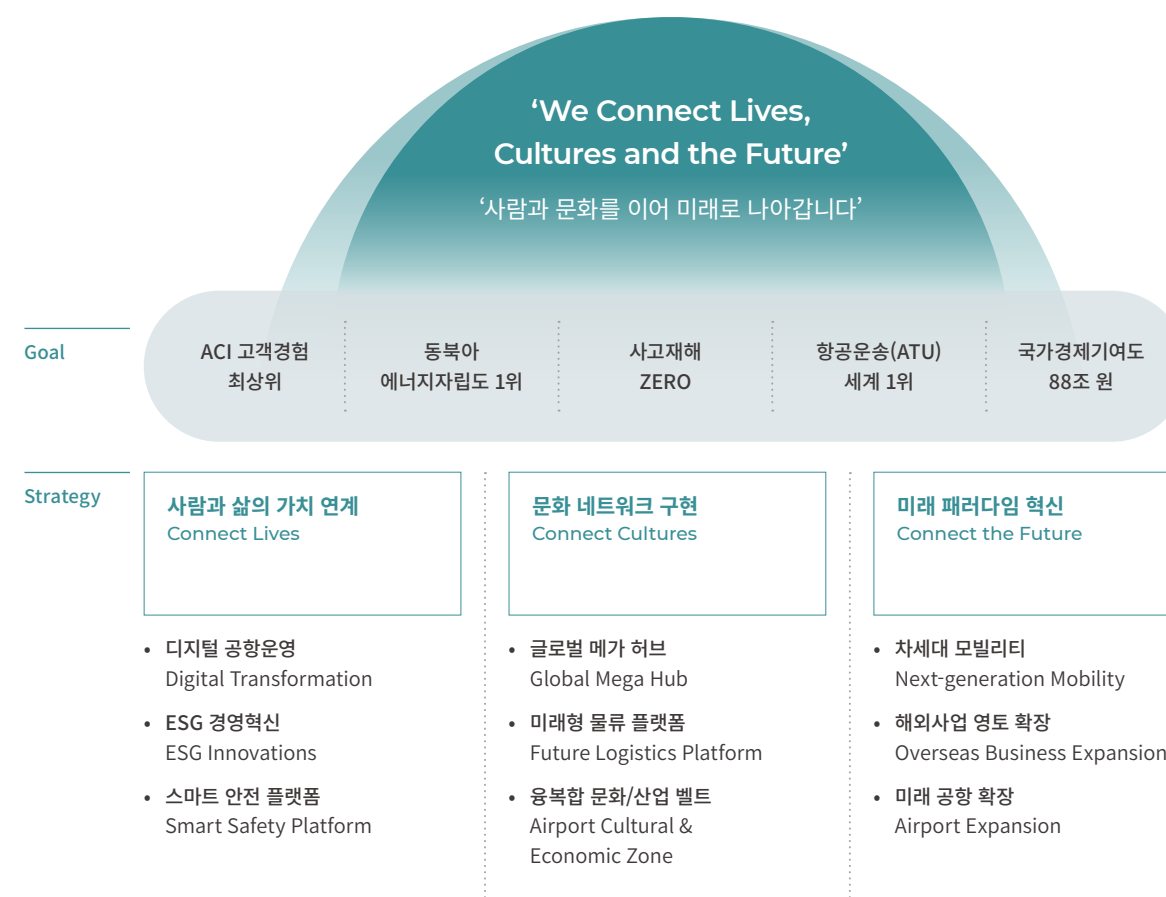 ‘We Connect Lives,
Cultures and the Future’
‘사람과 문화를 이어 미래로 나아갑니다’
Goal
ACI 고객경험
최상위
동북아
에너지자립도 1위
사고재해
ZERO
항공운송(ATU)
세계 1위
국가경제기여도
88조 원
Strategy
사람과 삶의 가치 연계
Connect Lives
• 디지털 공항운영
Digital Transformation
• ESG 경영혁신
ESG Innovations
• 스마트 안전 플랫폼
Smart Safety Platform
문화 네트워크 구현
Connect Cultures
• 글로벌 메가 허브
Global Mega Hub
• 미래형 물류 플랫폼
Future Logistics Platform
• 융복합 문화/산업 벨트
Airport Cultural &
Economic Zone
미래 패러다임 혁신
Connect the Future
• 차세대 모빌리티
Next-generation Mobility
• 해외사업 영토 확장
Overseas Business Expansion
• 미래 공항 확장
Airport Expansion